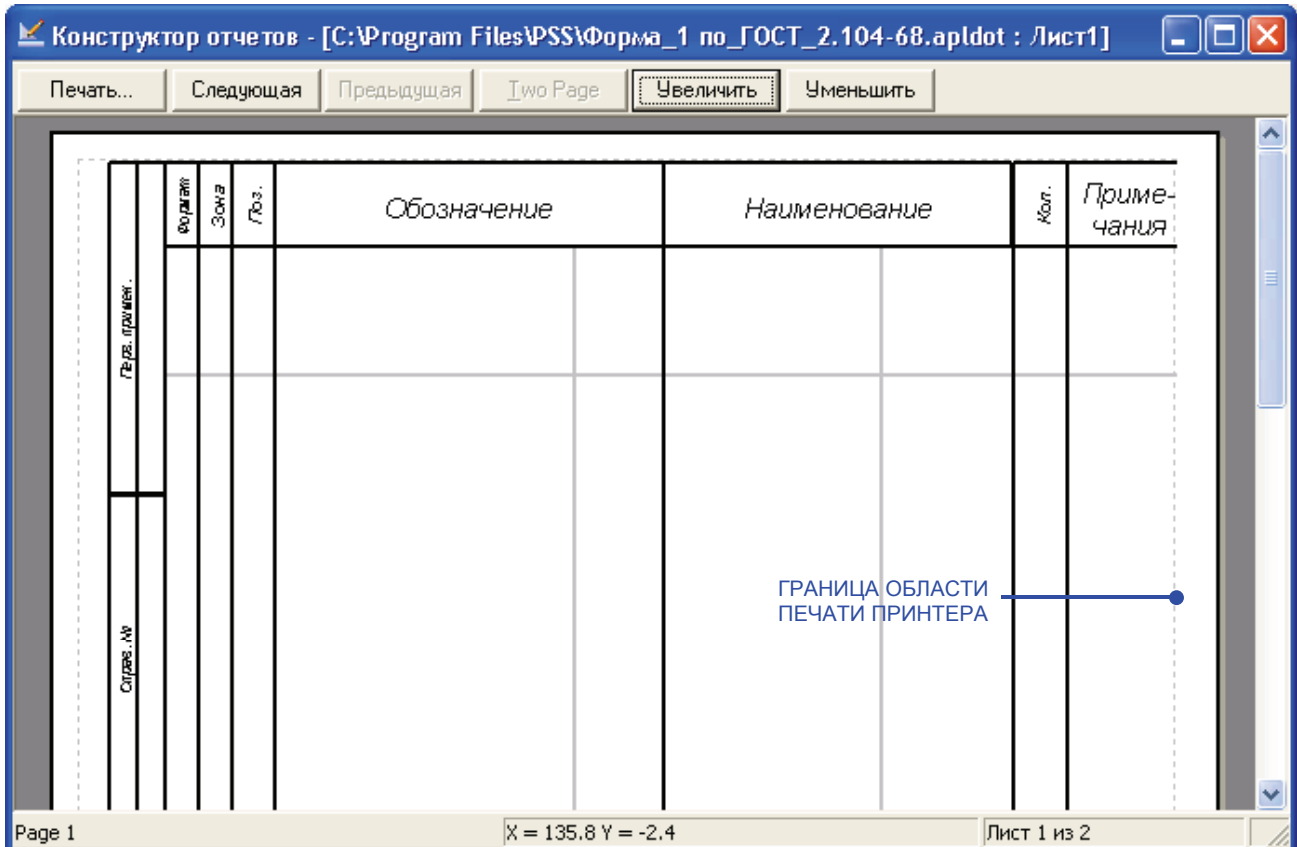 Конструктор отчетов - [C:\Program Files\PSS\Форма_1 по_ГОСТ_2.104-68.apldot : Лист1]
Печать... Следующая Предыдущая Two Page Увеличить Уменьшить
Формат Зона Поз. Обозначение Наименование Кол. Приме-
чания
Перв. примен.
ГРАНИЦА ОБЛАСТИ
ПЕЧАТИ ПРИНТЕРА
Справ. №
Page 1 X = 135.8 Y = -2.4 Лист 1 из 2